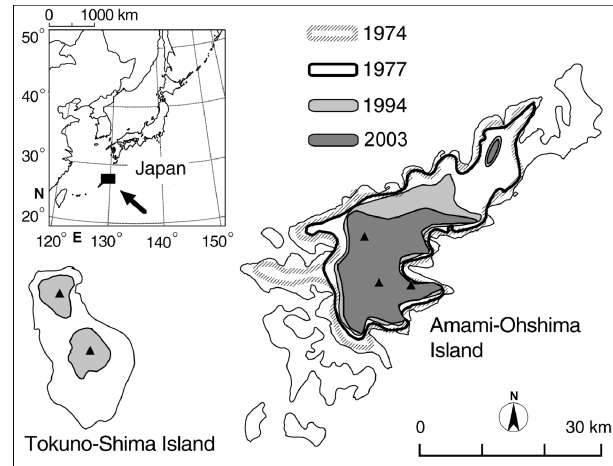 0 1000 km
50°
40°
30°
N
20°
120° E 130° 140° 150°
Japan
1974
1977
1994
2003
Amami-Ohshima
Island
Tokuno-Shima Island
N
0 30 km